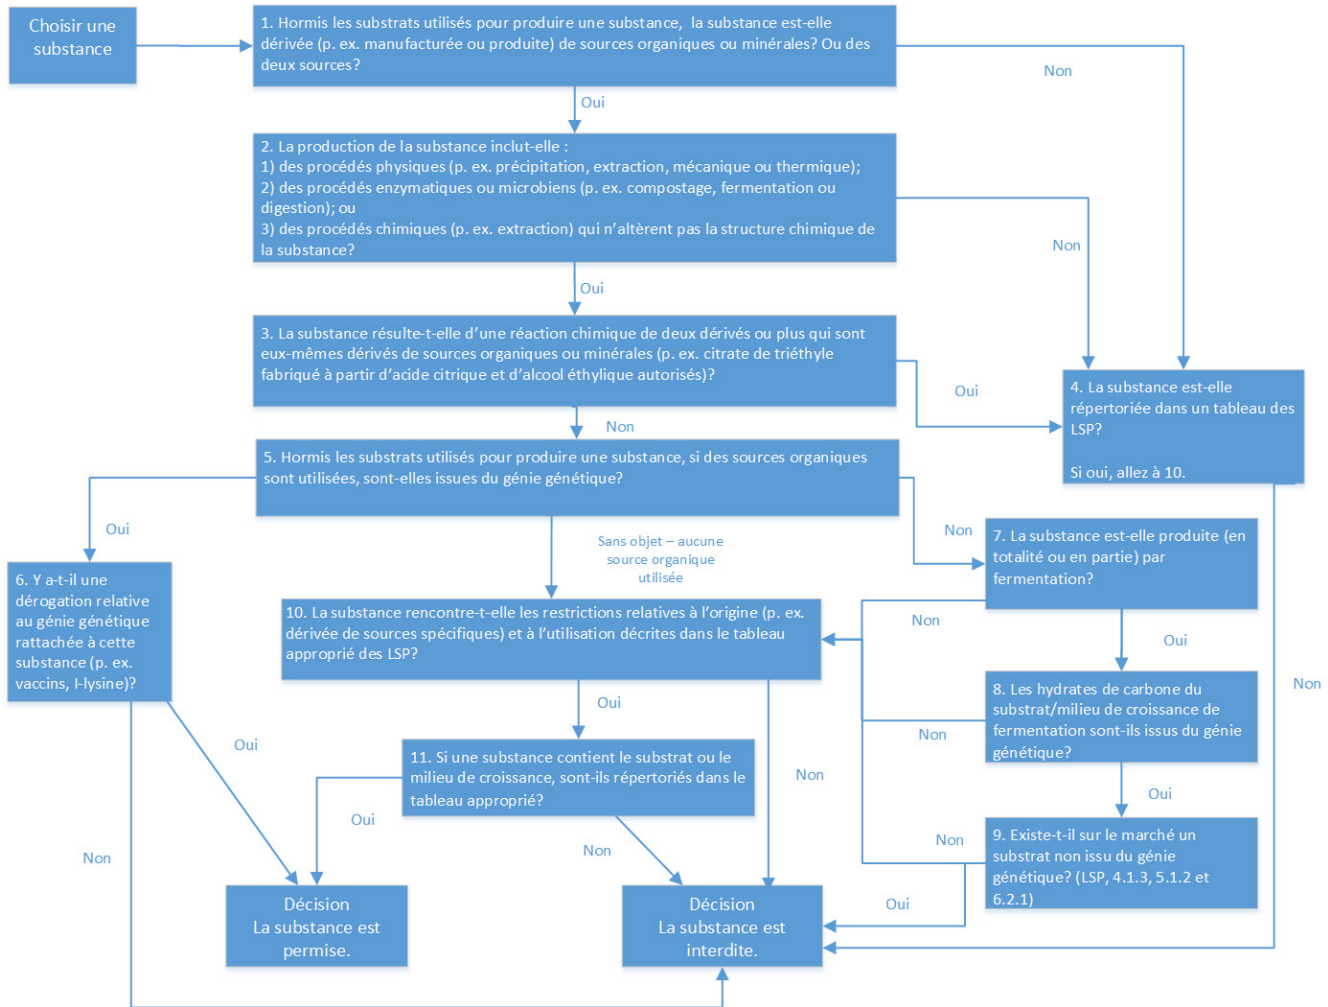 Choisir une
substance
1. Hormis les substrats utilisés pour produire une substance, la substance est-elle
dérivée (p. ex. manufacturée ou produite) de sources organiques ou minérales? Ou des
deux sources?
Non
Oui
2. La production de la substance inclut-elle :
1) des procédés physiques (p. ex. précipitation, extraction, mécanique ou thermique);
2) des procédés enzymatiques ou microbiens (p. ex. compostage, fermentation ou
digestion); ou
3) des procédés chimiques (p. ex. extraction) qui n’altèrent pas la structure chimique de
la substance?
Non
Oui
3. La substance résulte-t-elle d’une réaction chimique de deux dérivés ou plus qui sont
eux-mêmes dérivés de sources organiques ou minérales (p. ex. citrate de triéthyle
fabriqué à partir d’acide citrique et d’alcool éthylique autorisés)?
Oui
Non
4. La substance est-elle
répertoriée dans un tableau des
LSP?
Si oui, allez à 10.
5. Hormis les substrats utilisés pour produire une substance, si des sources organiques
sont utilisées, sont-elles issues du génie génétique?
Oui
Sans objet – aucune
source organique
utilisée
Non
6. Y a-t-il une
dérogation relative
au génie génétique
rattachée à cette
substance (p. ex.
vaccins, l-lysine)?
7. La substance est-elle produite (en
totalité ou en partie) par
fermentation?
Non
Oui
10. La substance rencontre-t-elle les restrictions relatives à l’origine (p. ex.
dérivée de sources spécifiques) et à l’utilisation décrites dans le tableau
approprié des LSP?
Oui
Non
8. Les hydrates de carbone du
substrat/milieu de croissance de
fermentation sont-ils issus du génie
génétique?
Non
Oui
Non
11. Si une substance contient le substrat ou le
milieu de croissance, sont-ils répertoriés dans le
tableau approprié?
Oui
Non
9. Existe-t-il sur le marché un
substrat non issu du génie
génétique? (LSP, 4.1.3, 5.1.2 et
6.2.1)
Non
Oui
Oui
Non
Décision
La substance est
permise.
Décision
La substance est
interdite.